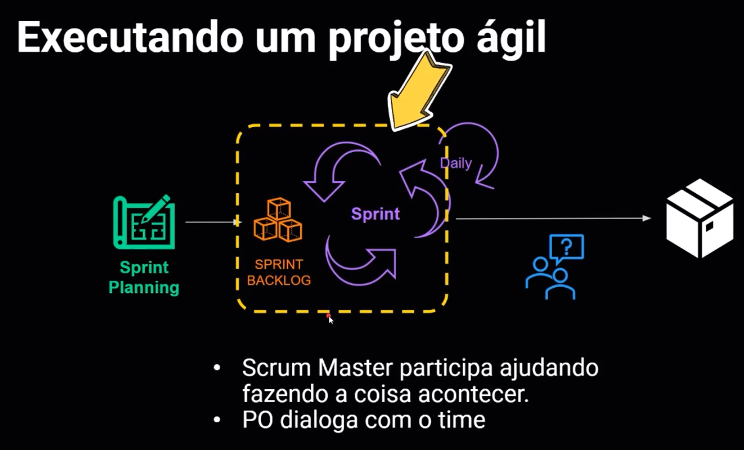 Executando um projeto ágil
Daily
Sprint
Sprint
Planning
SPRINT
BACKLOG
?
• Scrum Master participa ajudando
fazendo a coisa acontecer.
• PO dialoga com o time